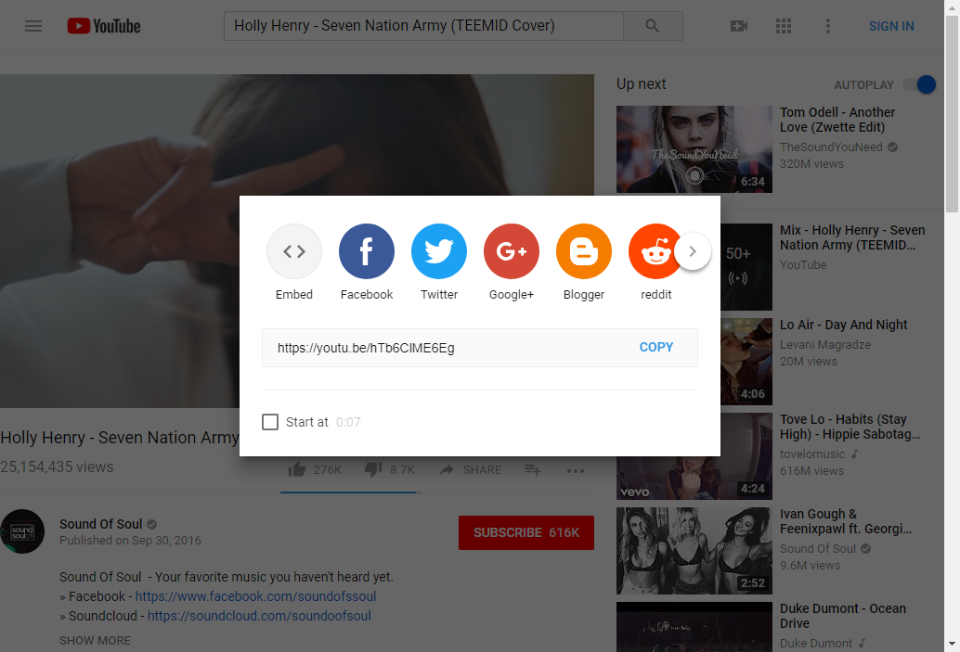 YouTube
Holly Henry - Seven Nation Army (TEEMID Cover)
SIGN IN
Up next
AUTOPLAY
TheSoundYouNeed
6:34
Tom Odell - Another
Love (Zwette Edit)
TheSoundYouNeed
320M views
50+
Mix - Holly Henry - Seven
Nation Army (TEEMID...
YouTube
4:06
Lo Air - Day And Night
Levani Magradze
20M views
vevo
4:24
Tove Lo - Habits (Stay
High) - Hippie Sabotag...
tovelomusic
616M views
2:52
Ivan Gough &
Feenixpawl ft. Georgi...
Sound Of Soul
9.6M views
Duke Dumont - Ocean
Drive
Duke Dumont
Embed
Facebook
Twitter
Google+
Blogger
reddit
https://youtu.be/hTb6CIME6Eg
COPY
Start at 0:07
Holly Henry - Seven Nation Army
25,154,435 views
276K
8.7K
SHARE
sound
of
soul
Sound Of Soul
Published on Sep 30, 2016
SUBSCRIBE 616K
Sound Of Soul - Your favorite music you haven't heard yet.
» Facebook - https://www.facebook.com/soundofssoul
» Soundcloud - https://soundcloud.com/soundoofsoul
SHOW MORE